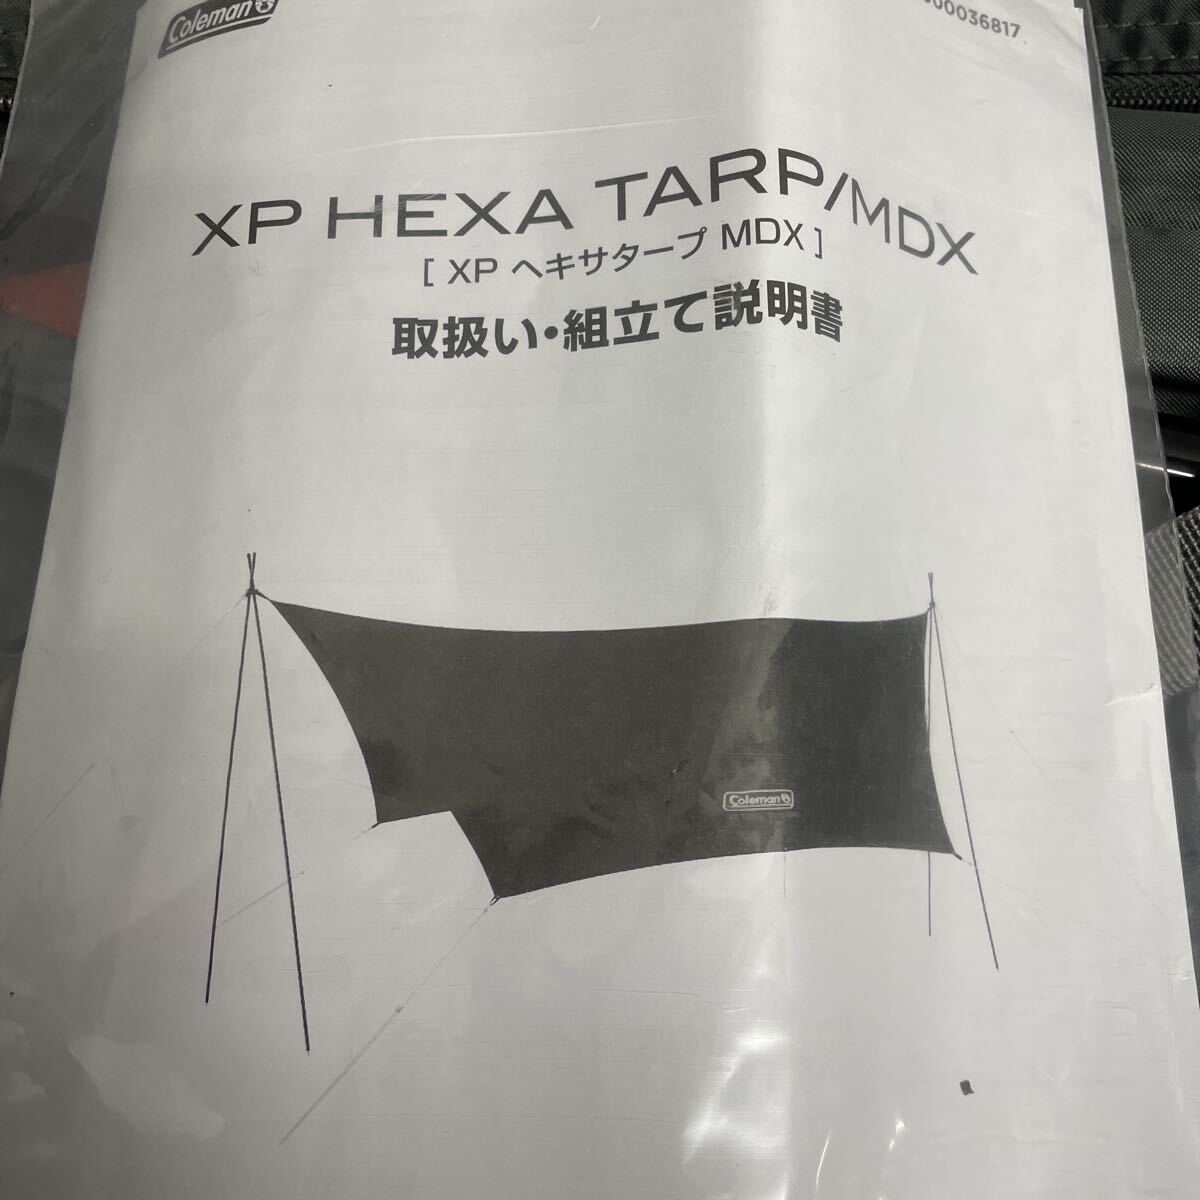 Coleman
00036817
XP HEXA TARP/MDX
[ XP ヘキサタープ MDX ]
取扱い・組立て説明書
Coleman